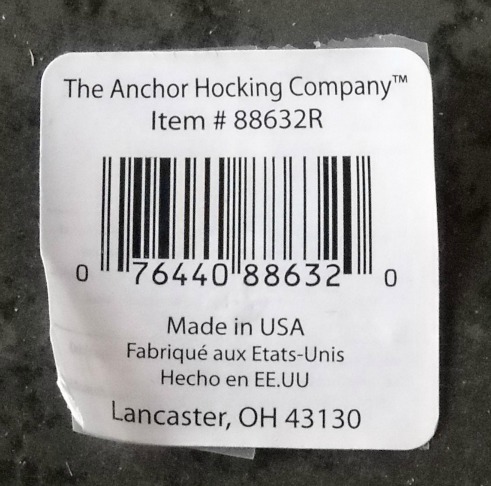 The Anchor Hocking Company™
Item # 88632R
0 76440 88632 0
Made in USA
Fabriqué aux Etats-Unis
Hecho en EE.UU
Lancaster, OH 43130